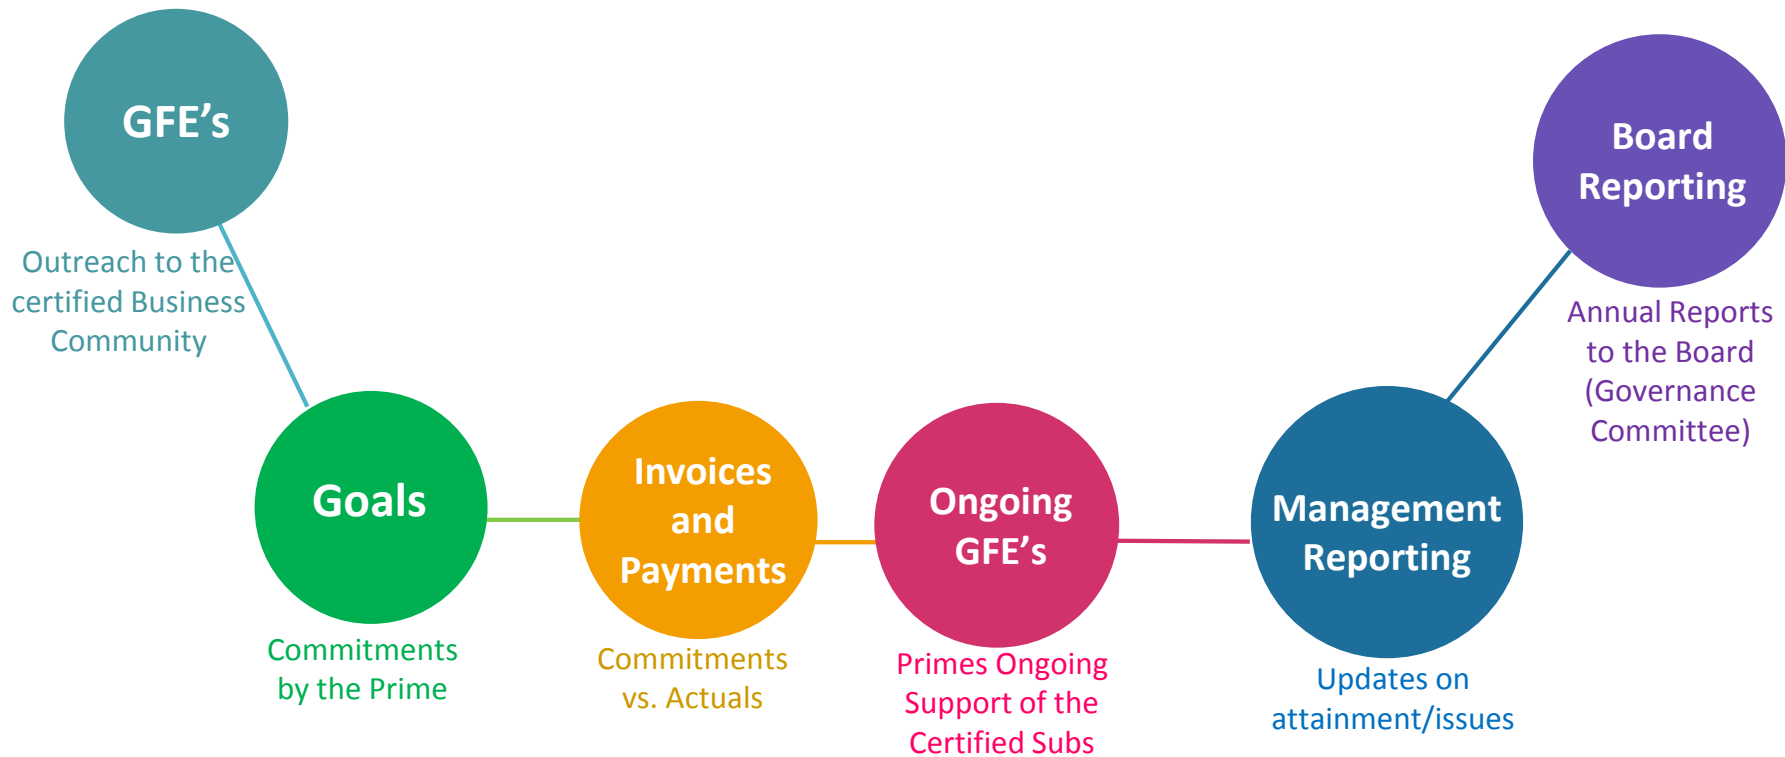 GFE’s
Outreach to the
certified Business
Community
Goals
Commitments
by the Prime
Invoices
and
Payments
Commitments
vs. Actuals
Ongoing
GFE’s
Primes Ongoing
Support of the
Certified Subs
Management
Reporting
Updates on
attainment/issues
Board
Reporting
Annual Reports
to the Board
(Governance
Committee)